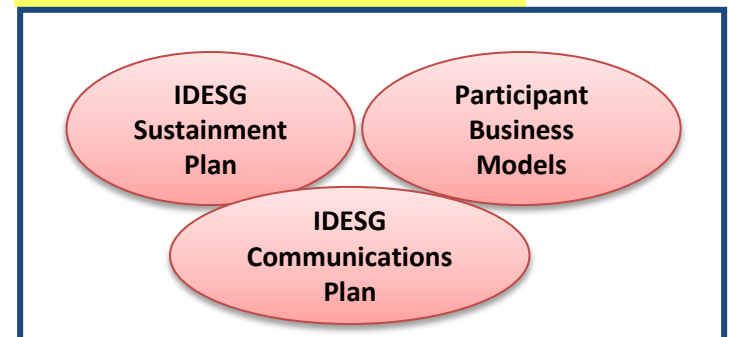 IDESG
Sustainment
Plan
Participant
Business
Models
IDESG
Communications
Plan